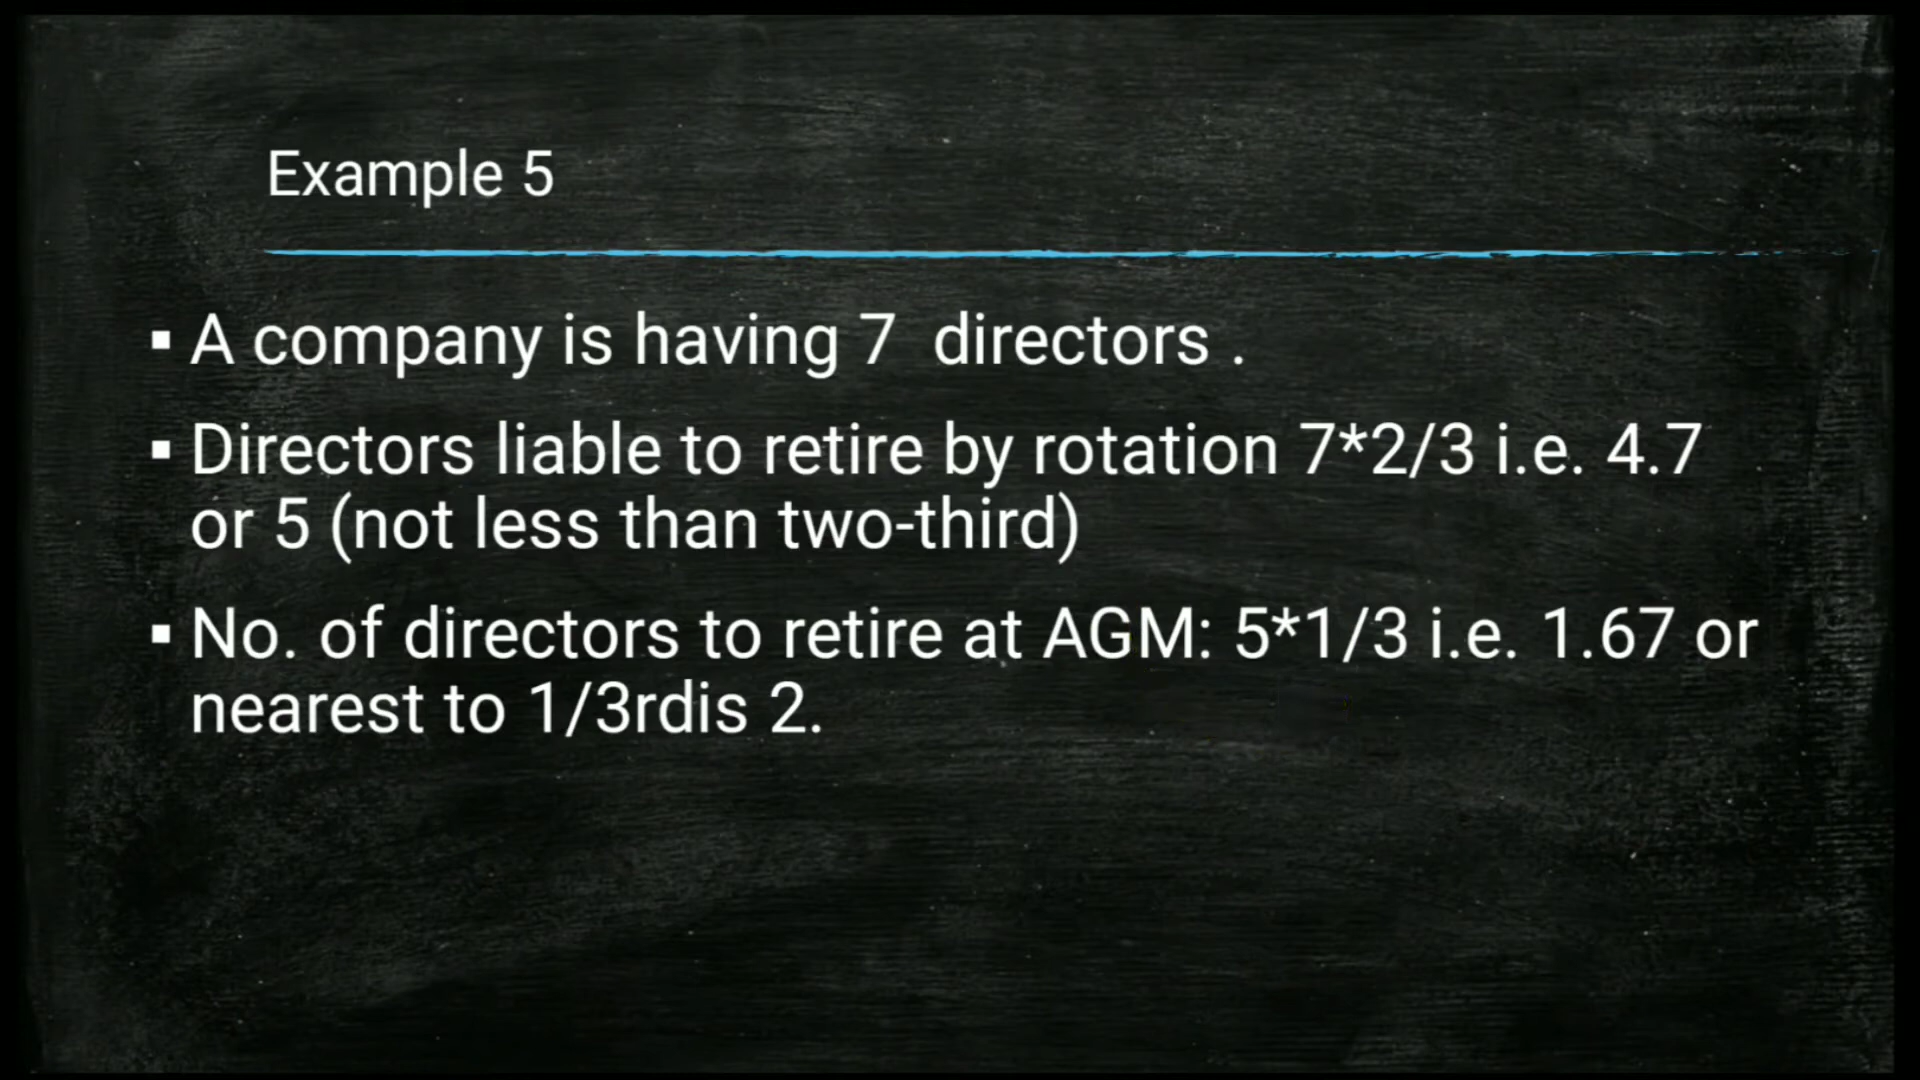 Example 5
▪ A company is having 7 directors .
▪ Directors liable to retire by rotation 7*2/3 i.e. 4.7
or 5 (not less than two-third)
▪ No. of directors to retire at AGM: 5*1/3 i.e. 1.67 or
nearest to 1/3rdis 2.